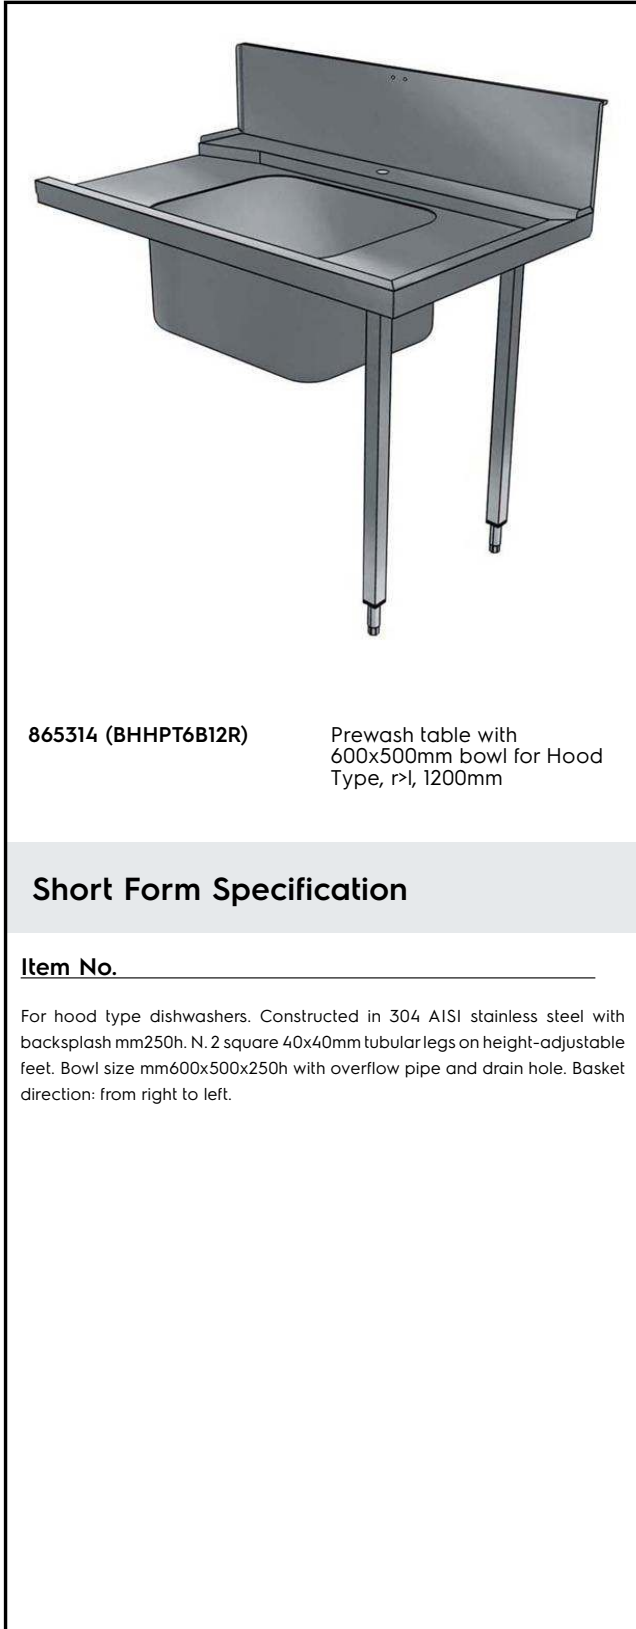 865314 (BHHPT6B12R)
Prewash table with
600x500mm bowl for Hood
Type, r>l, 1200mm
Short Form Specification
Item No.
For hood type dishwashers. Constructed in 304 AISI stainless steel with
backsplash mm250h. N. 2 square 40x40mm tubular legs on height-adjustable
feet. Bowl size mm600x500x250h with overflow pipe and drain hole. Basket
direction: from right to left.